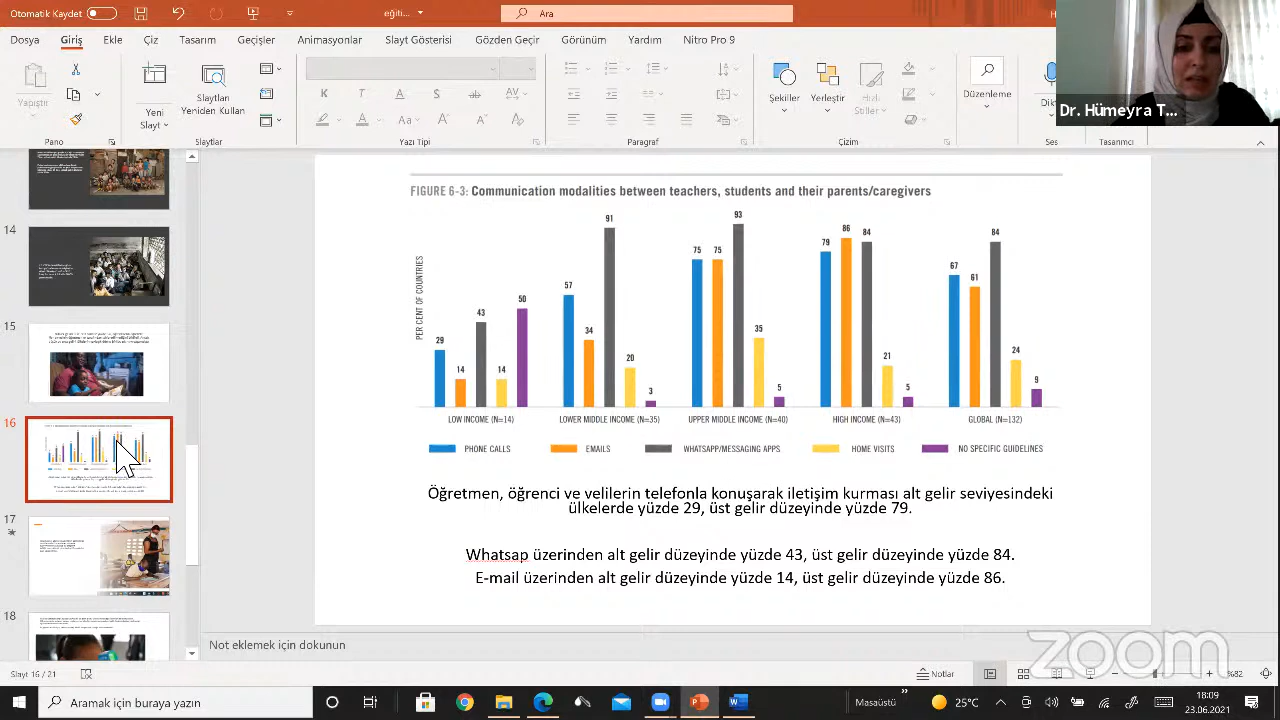 Otomatik Kaydet
eğiti...
Ara
Dosya
Giriş
Ekle
Çiz
Tasarım
Geçişler
Animasyonlar
Slayt Gösterisi
Gözden Geçir
Görünüm
Yardım
Nitro Pro 9
Yapıştır
Yeni
Slayt
Slaytları
Yeniden Kullan
K
T
A
S
ab
AV
Aa
A
A
Şekiller
Yerleştir
Hızlı
Stiller
Düzenleme
Dikt
Pano
Slaytlar
Yazı Tipi
Paragraf
Çizim
Ses
Tasarımcı
Dr. Hümeyra T...
14
15
16
17
18
FIGURE 6-3: Communication modalities between teachers, students and their parents/caregivers
PER CENT OF COUNTRIES
29 14 43 14 50
57 34 91 20 3
75 75 93 35 5
79 86 84 21 5
67 61 84 24 9
LOW INCOME (N=14) LOWER MIDDLE INCOME (N=35) UPPER MIDDLE INCOME (N=40) HIGH INCOME (N=43) GLOBAL (N=132)
PHONE CALLS EMAILS WHATSAPP/MESSAGING APPS HOME VISITS NO SPECIFIC GUIDELINES
Öğretmen, öğrenci ve velilerin telefonla konuşarak iletişim kurması alt gelir seviyesindeki
ülkelerde yüzde 29, üst gelir düzeyinde yüzde 79.
Whatsap üzerinden alt gelir düzeyinde yüzde 43, üst gelir düzeyinde yüzde 84.
E-mail üzerinden alt gelir düzeyinde yüzde 14, üst gelir düzeyinde yüzde 86.
Not eklemek için dokunun
zoom
Slayt 16 / 21
Notlar
%82
Aramak için buraya yazın
Masaüstü
25°C
18:09
23.06.2021